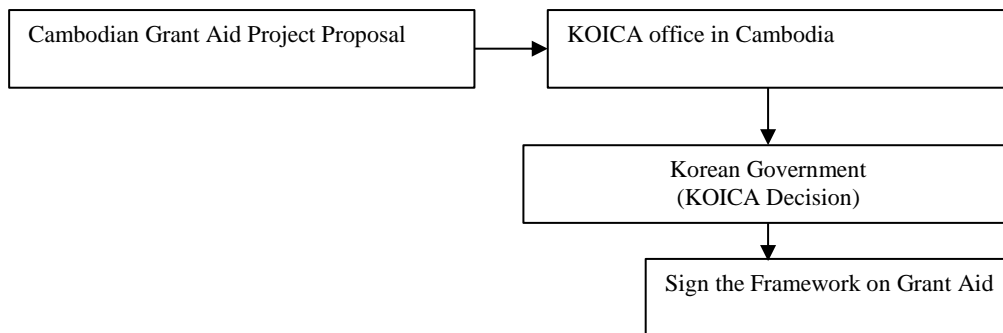 Cambodian Grant Aid Project Proposal
KOICA office in Cambodia
Korean Government
(KOICA Decision)
Sign the Framework on Grant Aid